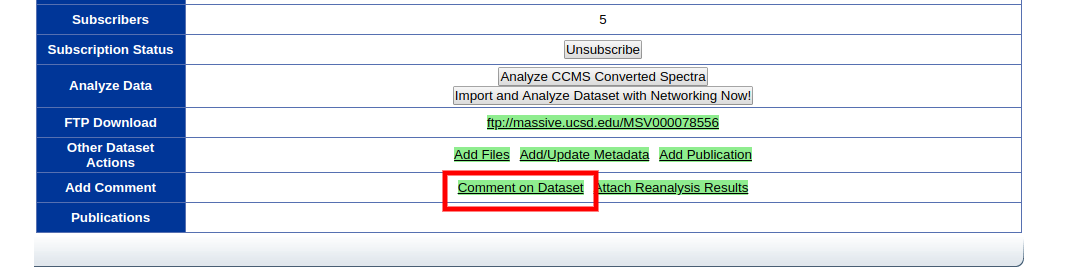 Subscribers 5
Subscription Status Unsubscribe
Analyze Data Analyze CCMS Converted Spectra
Import and Analyze Dataset with Networking Now!
FTP Download ftp://massive.ucsd.edu/MSV000078556
Other Dataset
Actions
Add Files Add/Update Metadata Add Publication
Add Comment Comment on Dataset Attach Reanalysis Results
Publications